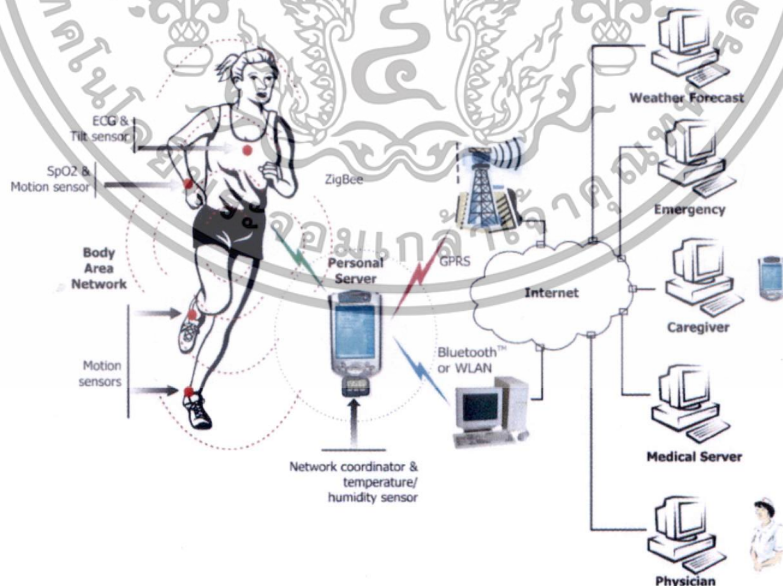 ECG &
Tilt sensor
SpO2 &
Motion sensor
Body
Area
Network
Motion
sensors
ZigBee
Personal
Server
Network coordinator &
temperature/
humidity sensor
GPRS
Bluetooth™
or WLAN
Internet
Weather Forecast
Emergency
Caregiver
Medical Server
Physician